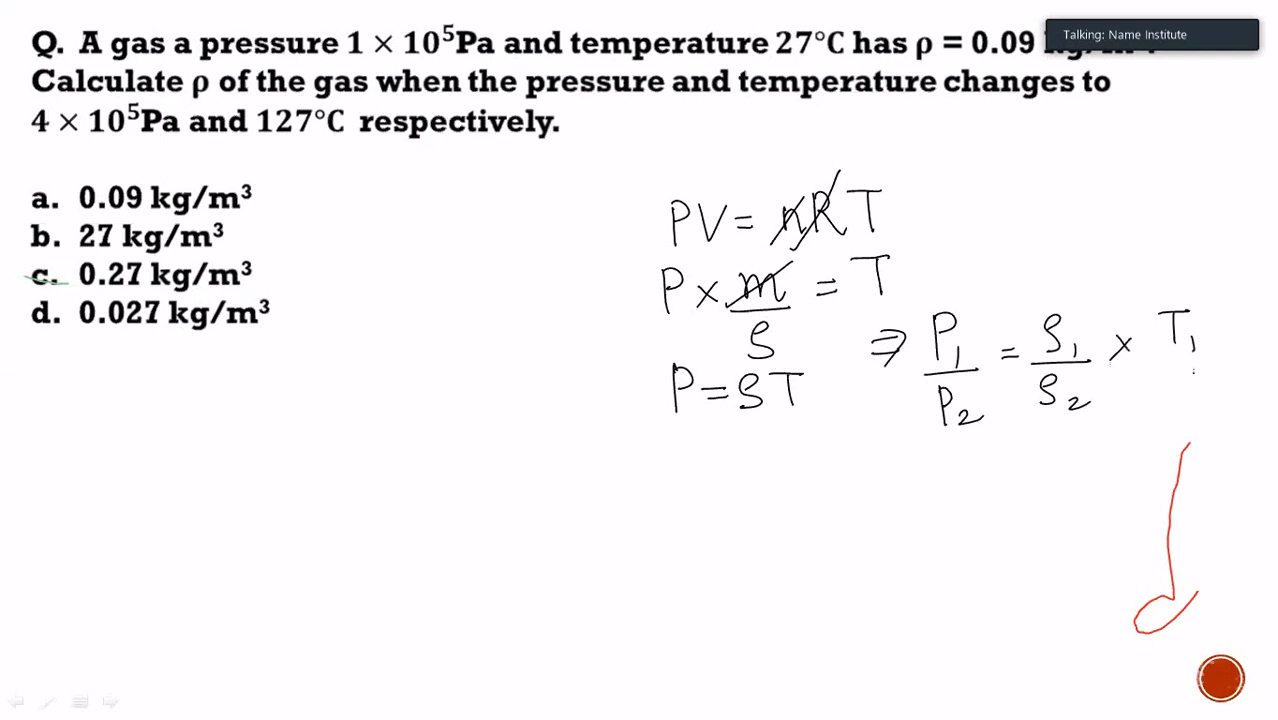 Q. A gas a pressure 1 × 10⁵Pa and temperature 27°C has ρ = 0.09
Talking: Name Institute
Calculate ρ of the gas when the pressure and temperature changes to
4 × 10⁵Pa and 127°C respectively.
a. 0.09 kg/m³
b. 27 kg/m³
c. 0.27 kg/m³
d. 0.027 kg/m³
PV = nRT
P × m/ρ = T
P = ρT
⇒ P₁/P₂ = ρ₁/ρ₂ × T₁